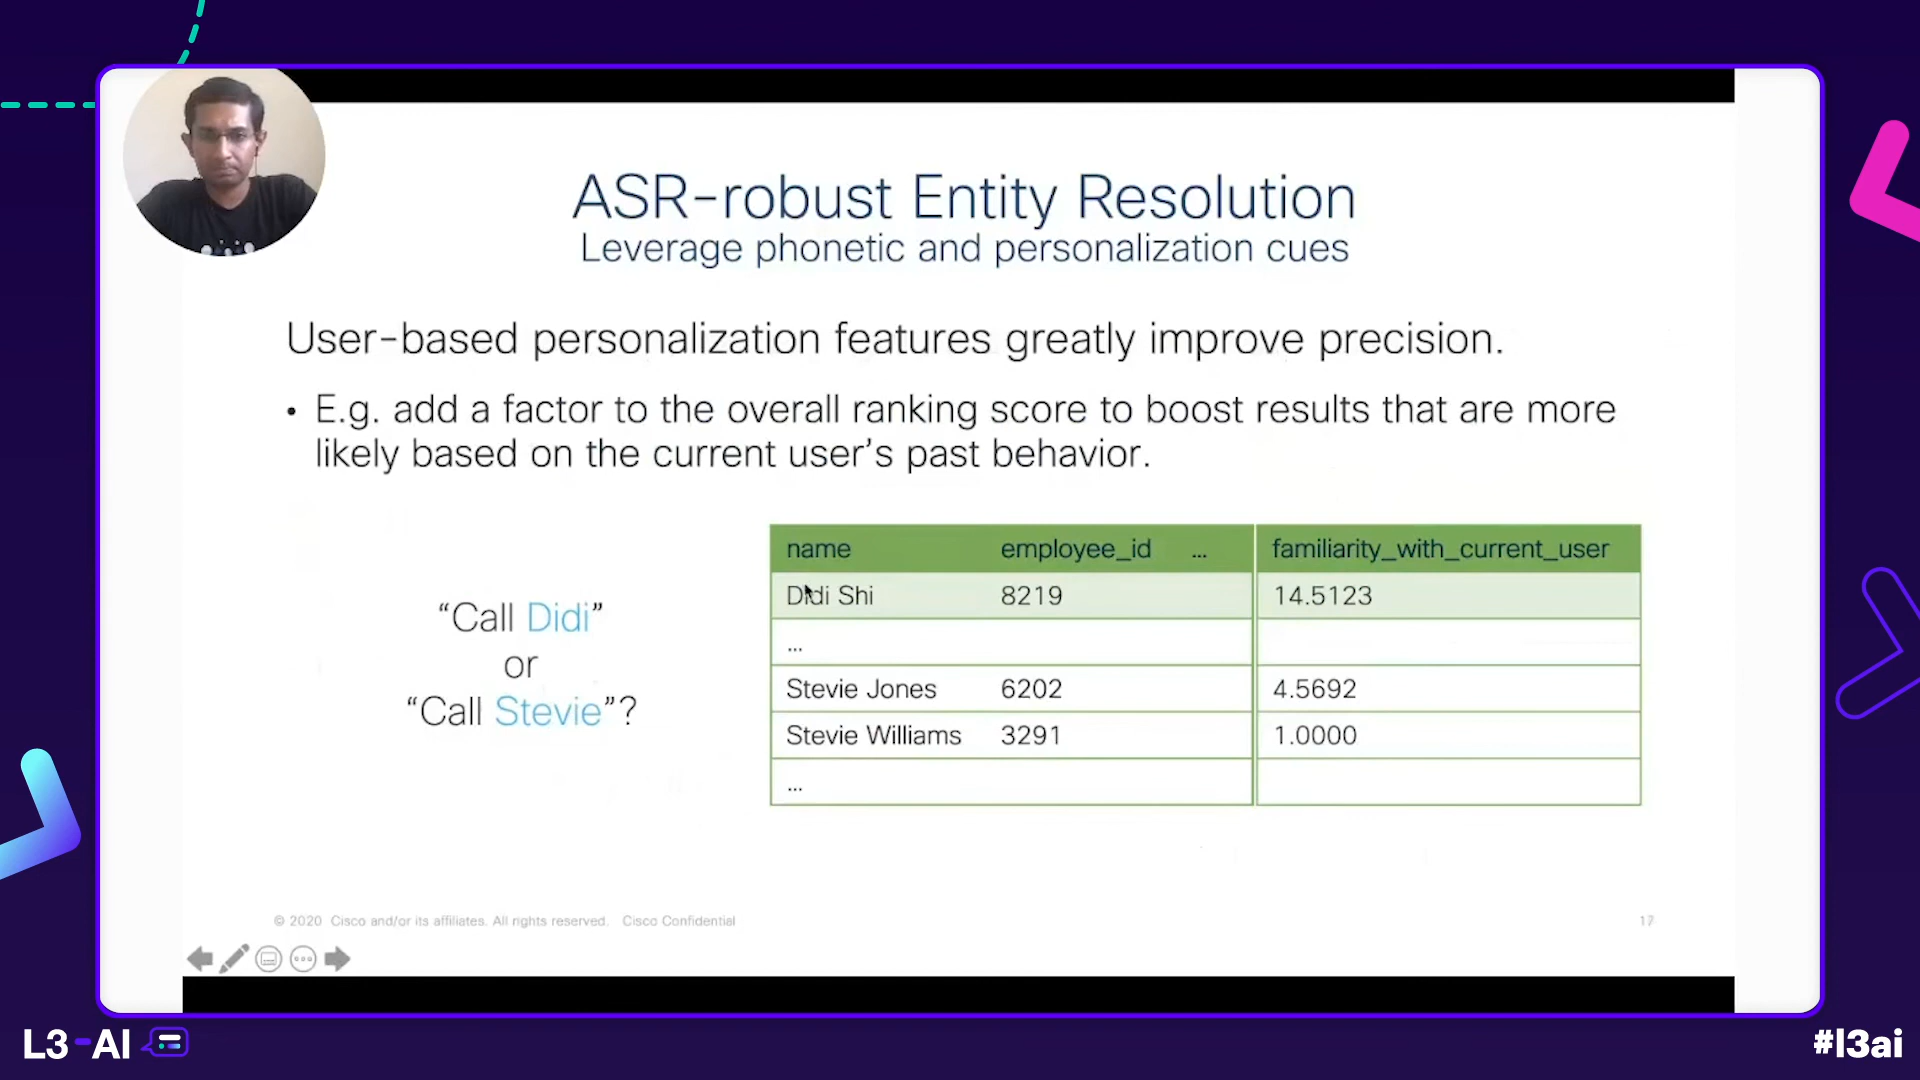 ASR-robust Entity Resolution
Leverage phonetic and personalization cues
User-based personalization features greatly improve precision.
• E.g. add a factor to the overall ranking score to boost results that are more
likely based on the current user's past behavior.
"Call Didi"
or
"Call Stevie"?
name employee_id ... familiarity_with_current_user
Didi Shi 8219 14.5123
...
Stevie Jones 6202 4.5692
Stevie Williams 3291 1.0000
...
© 2020 Cisco and/or its affiliates. All rights reserved. Cisco Confidential
17
L3-AI
#l3ai